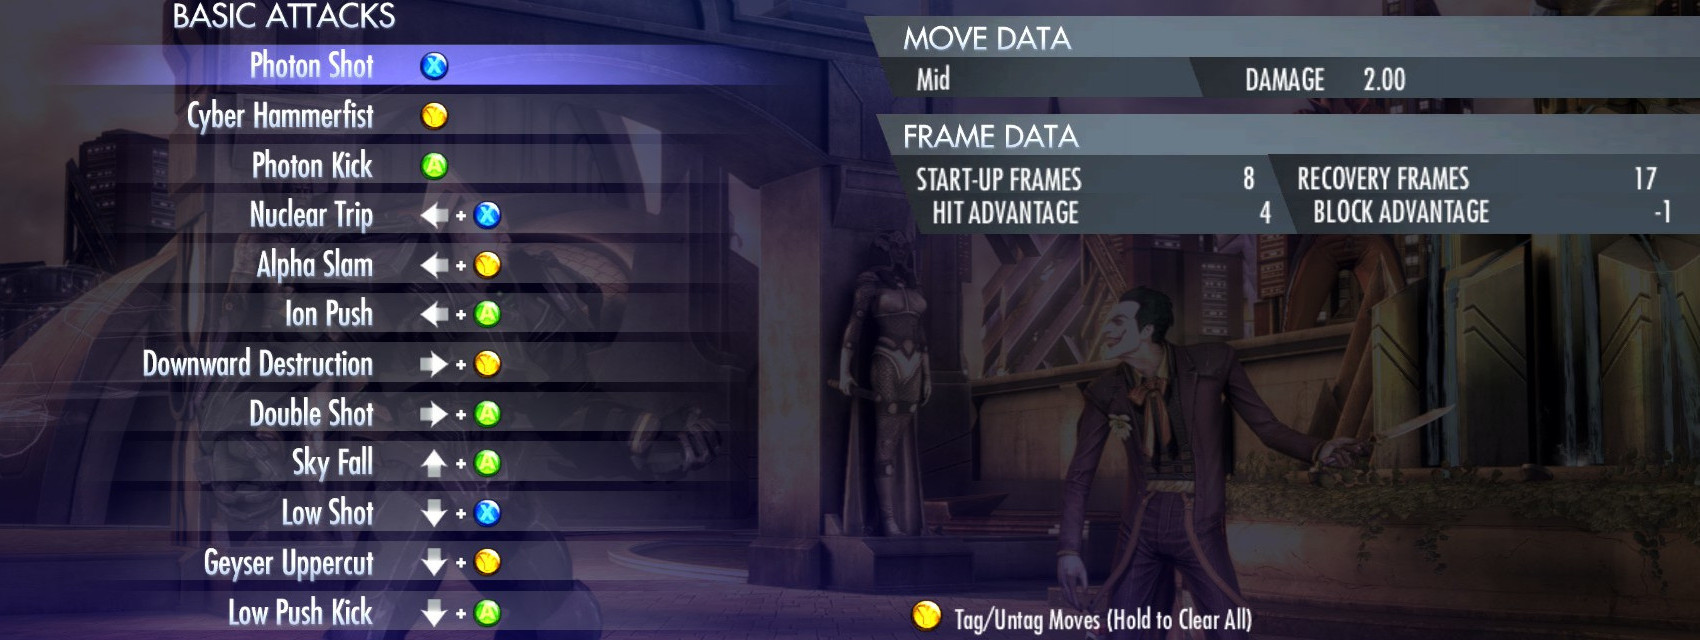 BASIC ATTACKS
Photon Shot X
Cyber Hammerfist Y
Photon Kick A
Nuclear Trip + X
Alpha Slam + Y
Ion Push + A
Downward Destruction + Y
Double Shot + A
Sky Fall + A
Low Shot + X
Geyser Uppercut + Y
Low Push Kick + A
MOVE DATA
Mid DAMAGE 2.00
FRAME DATA
START-UP FRAMES 8 RECOVERY FRAMES 17
HIT ADVANTAGE 4 BLOCK ADVANTAGE -1
Y Tag/Untag Moves (Hold to Clear All)